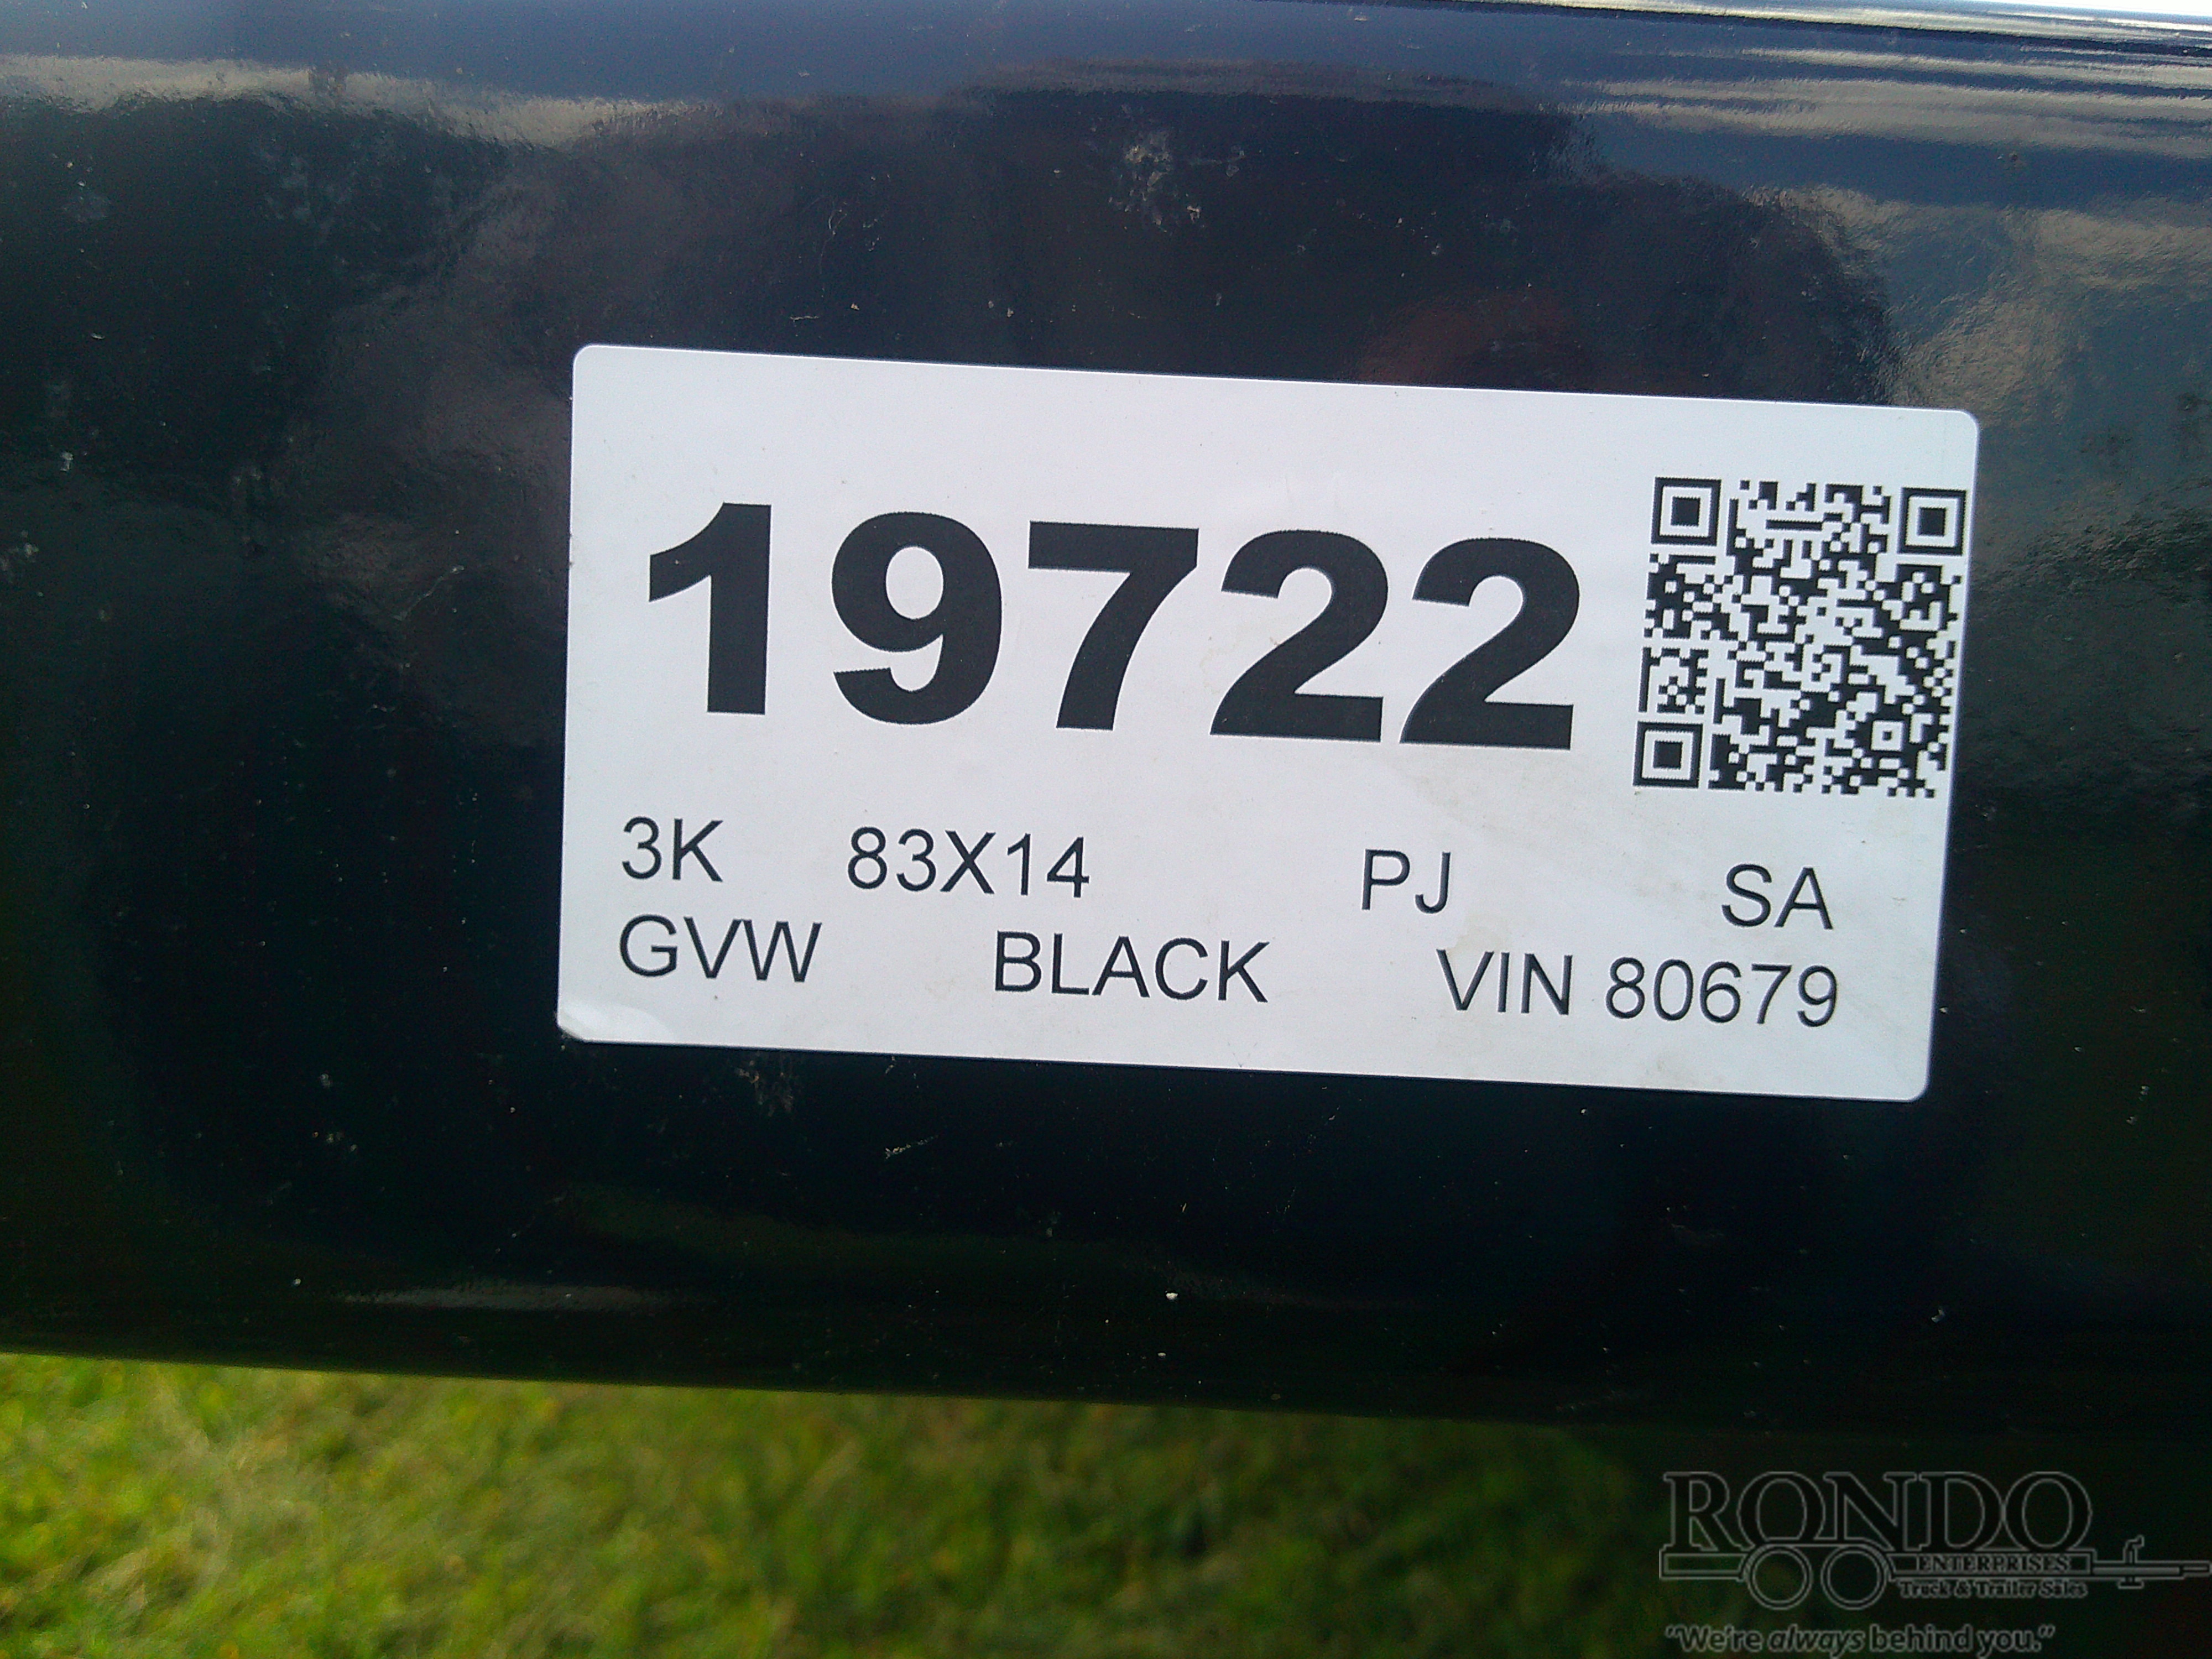 19722
3K 83X14 PJ SA
GVW BLACK VIN 80679
RONDO
ENTERPRISES
Truck & Trailer Sales
"We're always behind you."